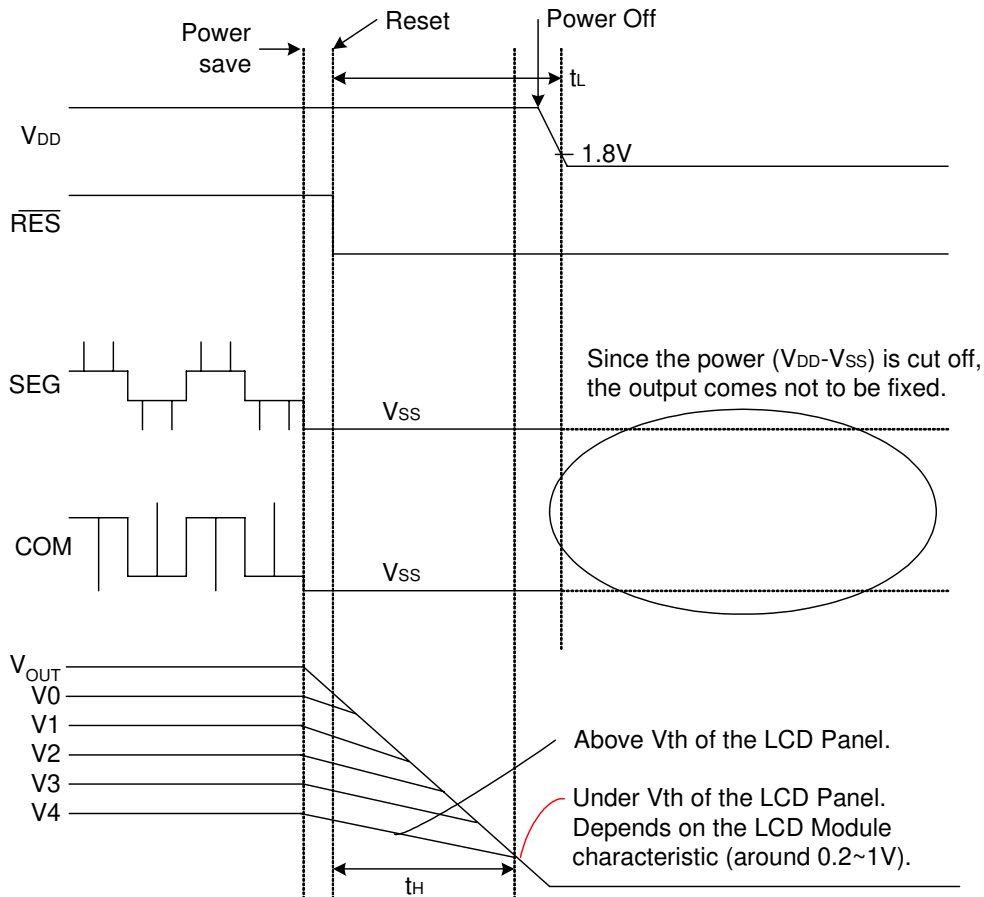 Power
save
Reset
Power Off
tL
VDD
1.8V
RES
SEG
Since the power (VDD-VSS) is cut off,
the output comes not to be fixed.
VSS
COM
VSS
VOUT
V0
V1
V2
V3
V4
Above Vth of the LCD Panel.
Under Vth of the LCD Panel.
Depends on the LCD Module
characteristic (around 0.2~1V).
tH